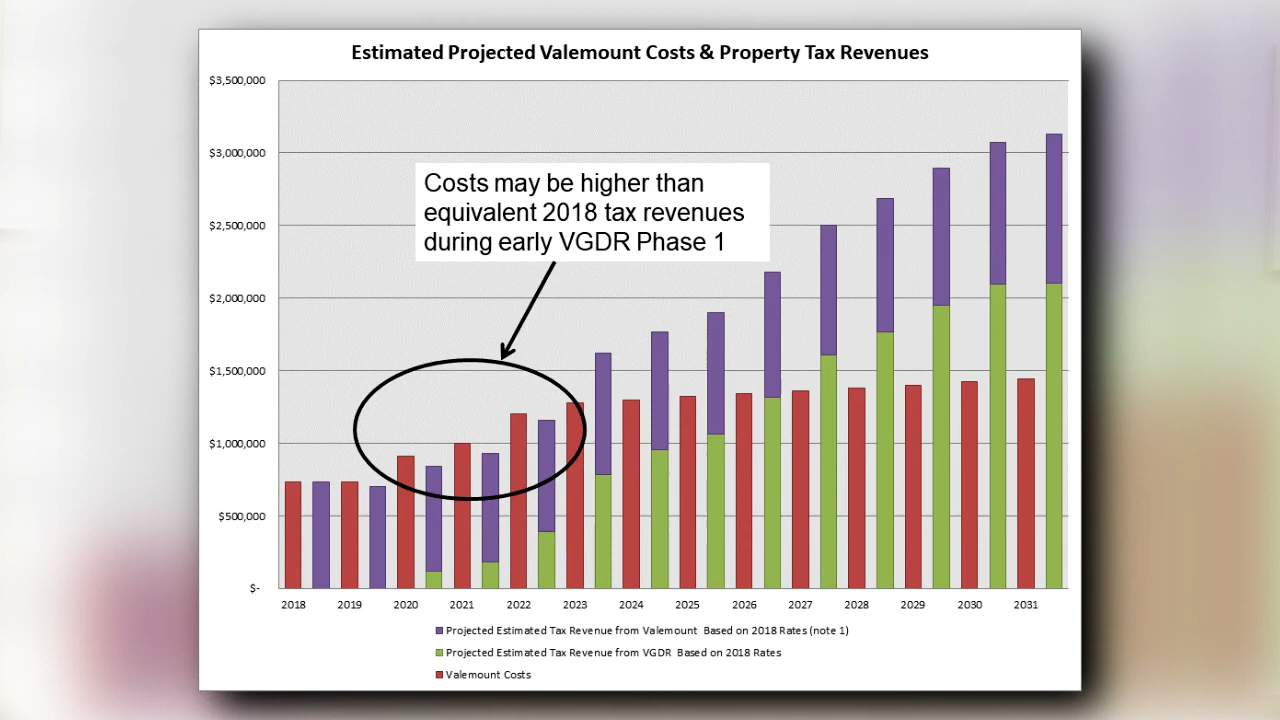 Estimated Projected Valemount Costs & Property Tax Revenues
$3,500,000
$3,000,000
$2,500,000
$2,000,000
$1,500,000
$1,000,000
$500,000
$-
Costs may be higher than
equivalent 2018 tax revenues
during early VGDR Phase 1
2018 2019 2020 2021 2022 2023 2024 2025 2026 2027 2028 2029 2030 2031
Projected Estimated Tax Revenue from Valemount Based on 2018 Rates (note 1)
Projected Estimated Tax Revenue from VGDR Based on 2018 Rates
Valemount Costs